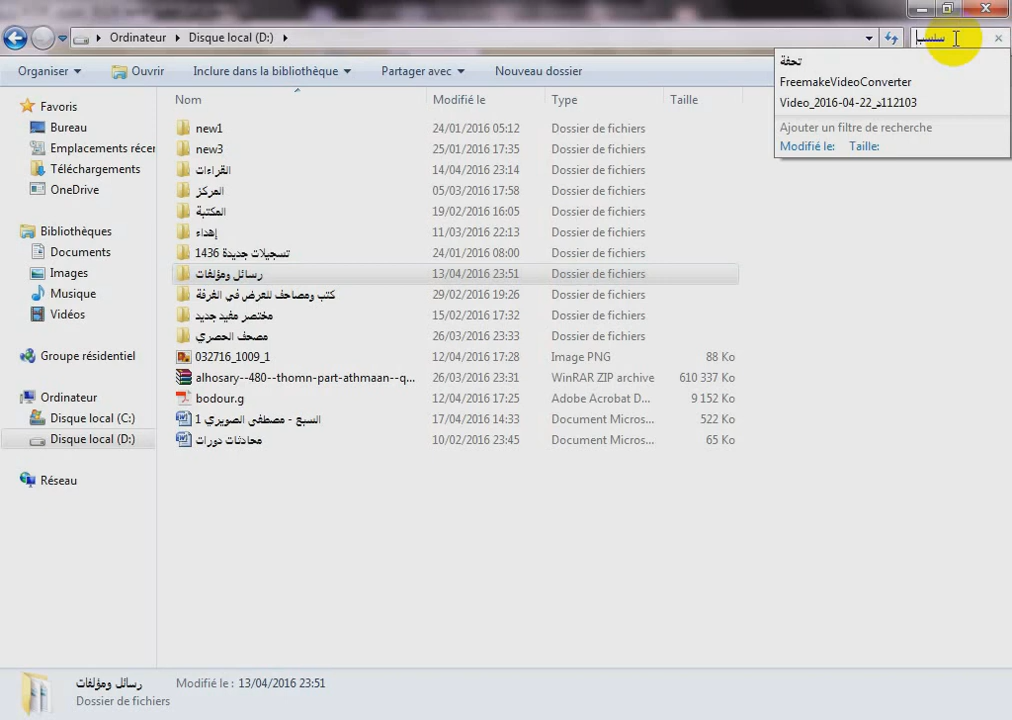 Ordinateur ▸ Disque local (D:) ▸
سلسب
Organiser Ouvrir Inclure dans la bibliothèque Partager avec Nouveau dossier
تحفة
FreemakeVideoConverter
Video_2016-04-22_112103د
Ajouter un filtre de recherche
Modifié le: Taille:
Favoris
Bureau
Emplacements récer
Téléchargements
OneDrive
Bibliothèques
Documents
Images
Musique
Vidéos
Groupe résidentiel
Ordinateur
Disque local (C:)
Disque local (D:)
Réseau
Nom Modifié le Type Taille
new1 24/01/2016 05:12 Dossier de fichiers
new3 25/01/2016 17:35 Dossier de fichiers
القراءات 14/04/2016 23:14 Dossier de fichiers
المركز 05/03/2016 17:58 Dossier de fichiers
المكتبة 19/02/2016 16:05 Dossier de fichiers
إهداء 11/03/2016 22:13 Dossier de fichiers
تسجيلات جديدة 1436 24/01/2016 08:00 Dossier de fichiers
رسائل ومؤلفات 13/04/2016 23:51 Dossier de fichiers
كتب ومصاحف للعرض في الغرفة 29/02/2016 19:26 Dossier de fichiers
مختصر مفيد جديد 15/02/2016 17:32 Dossier de fichiers
مصحف الحصري 26/03/2016 23:33 Dossier de fichiers
032716_1009_1 12/04/2016 17:28 Image PNG 88 Ko
alhosary--480--thomn-part-athmaan--q... 26/03/2016 23:31 WinRAR ZIP archive 610 337 Ko
bodour.g 12/04/2016 17:25 Adobe Acrobat D... 9 152 Ko
السبع - مصطفى الصويري 1 17/04/2016 14:33 Document Micros... 522 Ko
محادثات دورات 10/02/2016 23:45 Document Micros... 65 Ko
رسائل ومؤلفات Modifié le : 13/04/2016 23:51
Dossier de fichiers